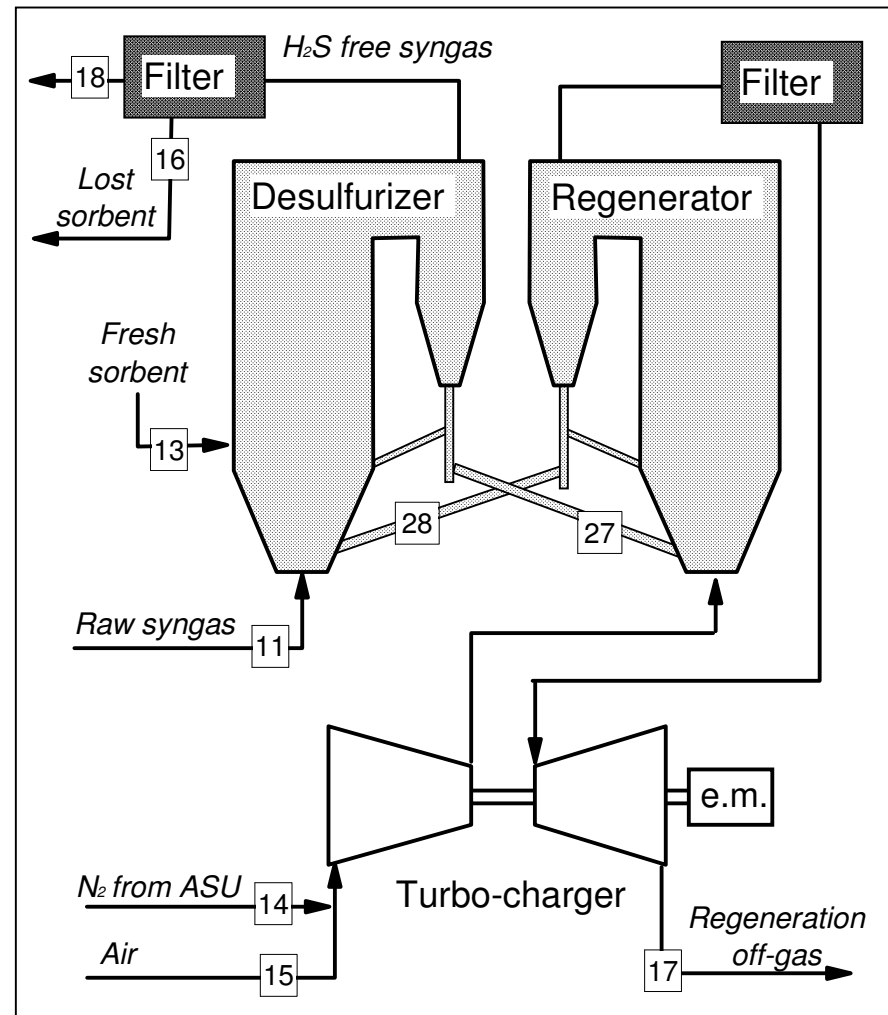 H₂S free syngas
18
Filter
Filter
16
Lost
sorbent
Desulfurizer
Regenerator
Fresh
sorbent
13
28
27
Raw syngas
11
e.m.
N₂ from ASU
14
Turbo-charger
Air
15
Regeneration
off-gas
17